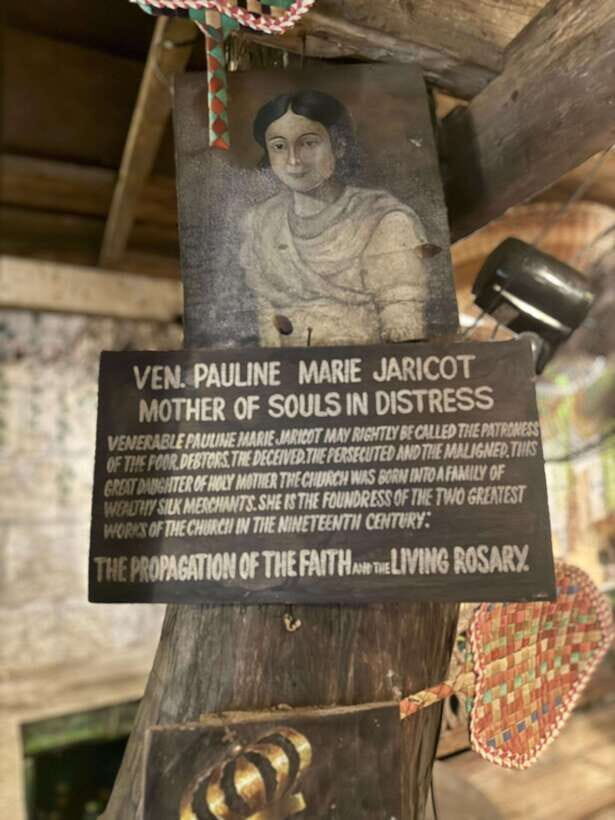 VEN. PAULINE MARIE JARICOT
MOTHER OF SOULS IN DISTRESS
VENERABLE PAULINE MARIE JARICOT MAY RIGHTLY BE CALLED THE PATRONESS
OF THE POOR, DEBTORS, THE DECEIVED, THE PERSECUTED AND THE MALIGNED. THIS
GREAT DAUGHTER OF HOLY MOTHER THE CHURCH WAS BORN INTO A FAMILY OF
WEALTHY SILK MERCHANTS. SHE IS THE FOUNDRESS OF THE TWO GREATEST
WORKS OF THE CHURCH IN THE NINETEENTH CENTURY:
THE PROPAGATION OF THE FAITH AND THE LIVING ROSARY.